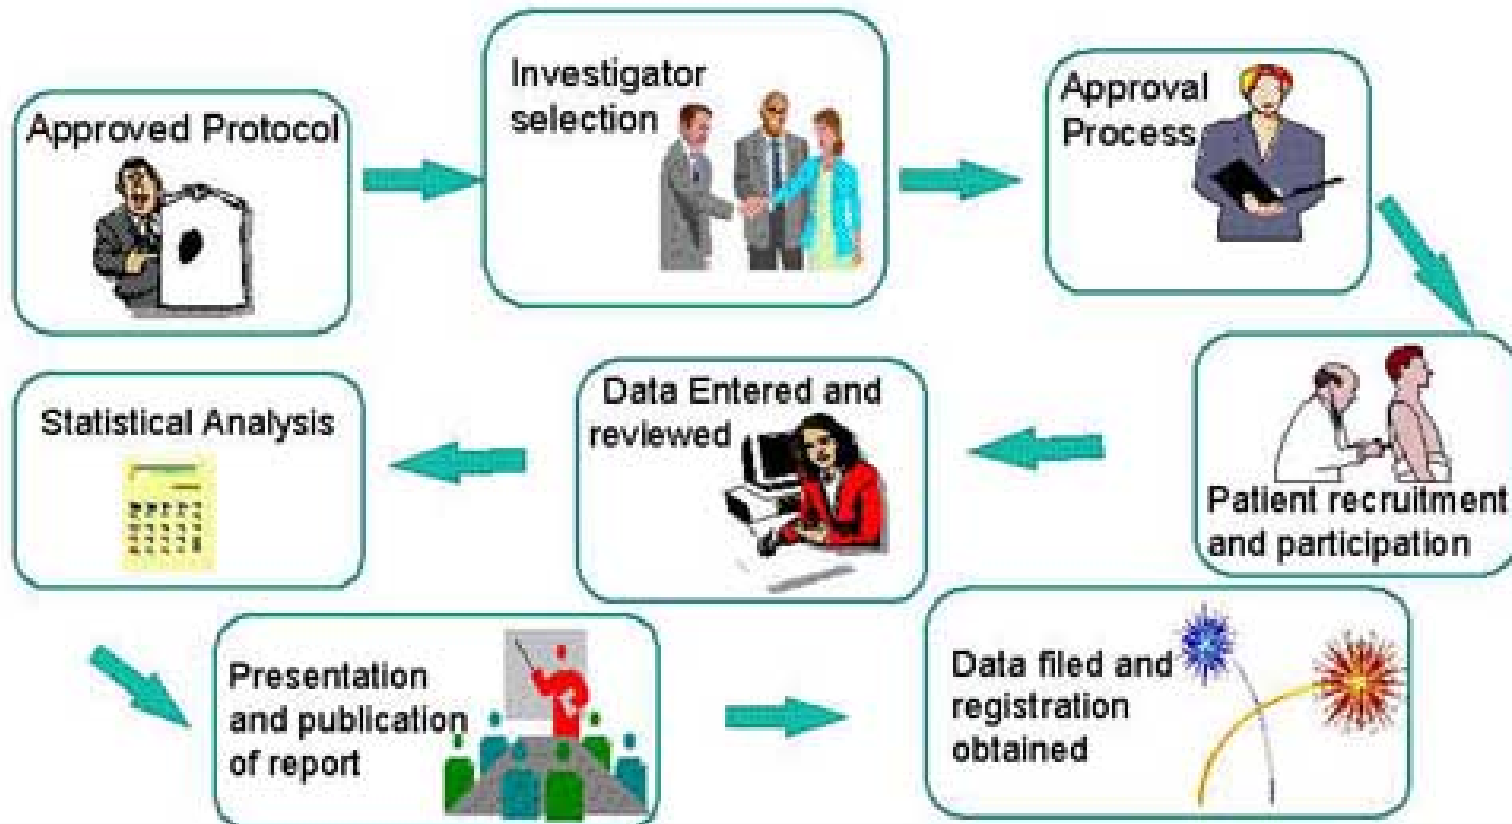 Approved Protocol
Investigator
selection
Approval
Process
Patient recruitment
and participation
Data Entered and
reviewed
Statistical Analysis
Presentation
and publication
of report
Data filed and
registration
obtained